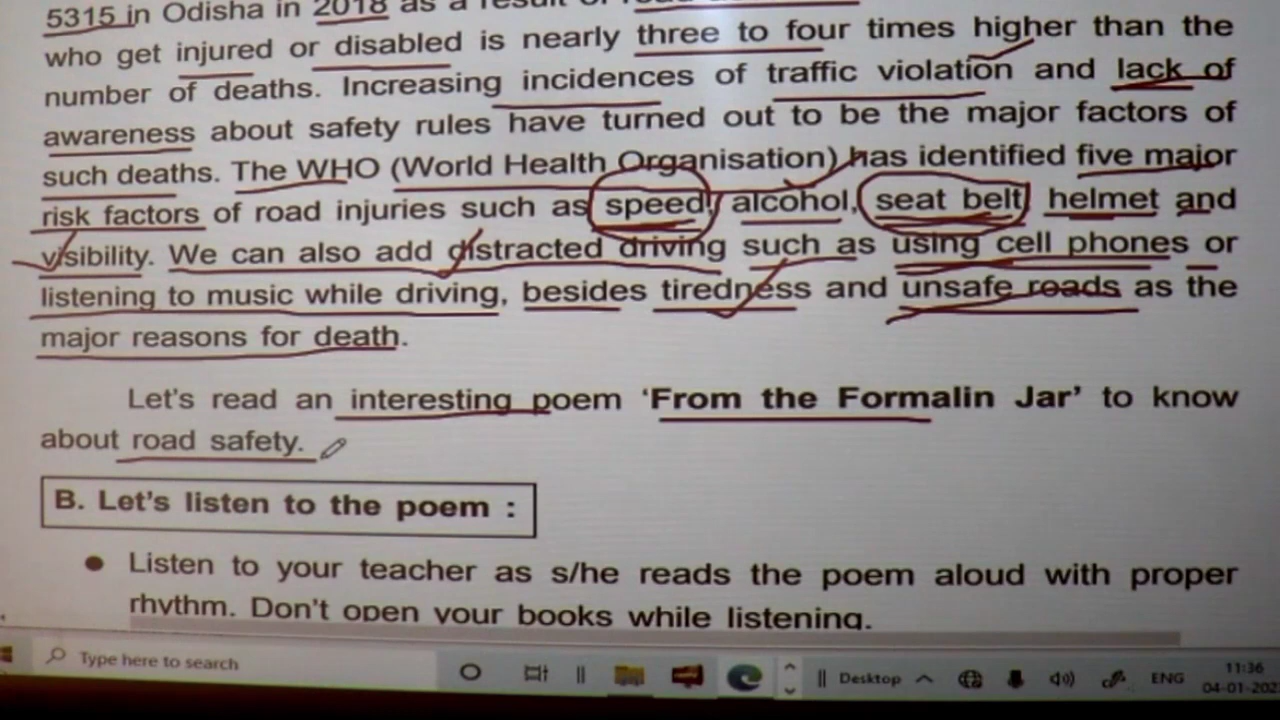 5315 in Odisha in 2018 as a result of
who get injured or disabled is nearly three to four times higher than the
number of deaths. Increasing incidences of traffic violation and lack of
awareness about safety rules have turned out to be the major factors of
such deaths. The WHO (World Health Organisation) has identified five major
risk factors of road injuries such as speed, alcohol, seat belt, helmet and
visibility. We can also add distracted driving such as using cell phones or
listening to music while driving, besides tiredness and unsafe roads as the
major reasons for death.
Let's read an interesting poem 'From the Formalin Jar' to know
about road safety.
B. Let's listen to the poem :
● Listen to your teacher as s/he reads the poem aloud with proper
rhythm. Don't open your books while listening.
Type here to search
Desktop
ENG
11:36
04-01-202